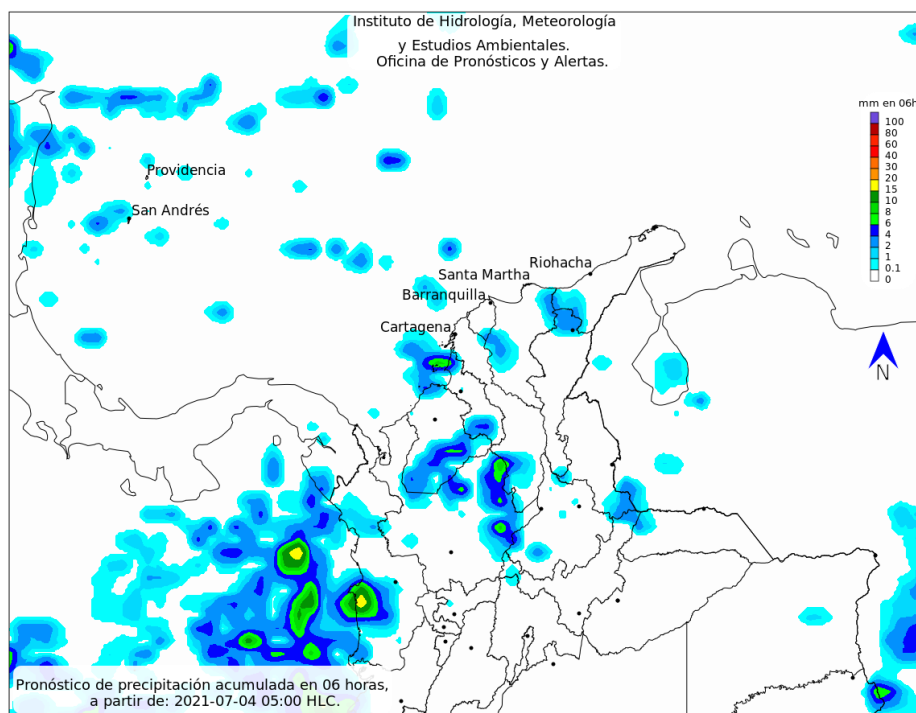 Instituto de Hidrología, Meteorología
y Estudios Ambientales.
Oficina de Pronósticos y Alertas.
mm en 06h
100
80
60
40
30
20
15
10
8
6
4
2
1
0.1
0
Providencia
San Andrés
Riohacha
Santa Martha
Barranquilla
Cartagena
N
Pronóstico de precipitación acumulada en 06 horas,
a partir de: 2021-07-04 05:00 HLC.